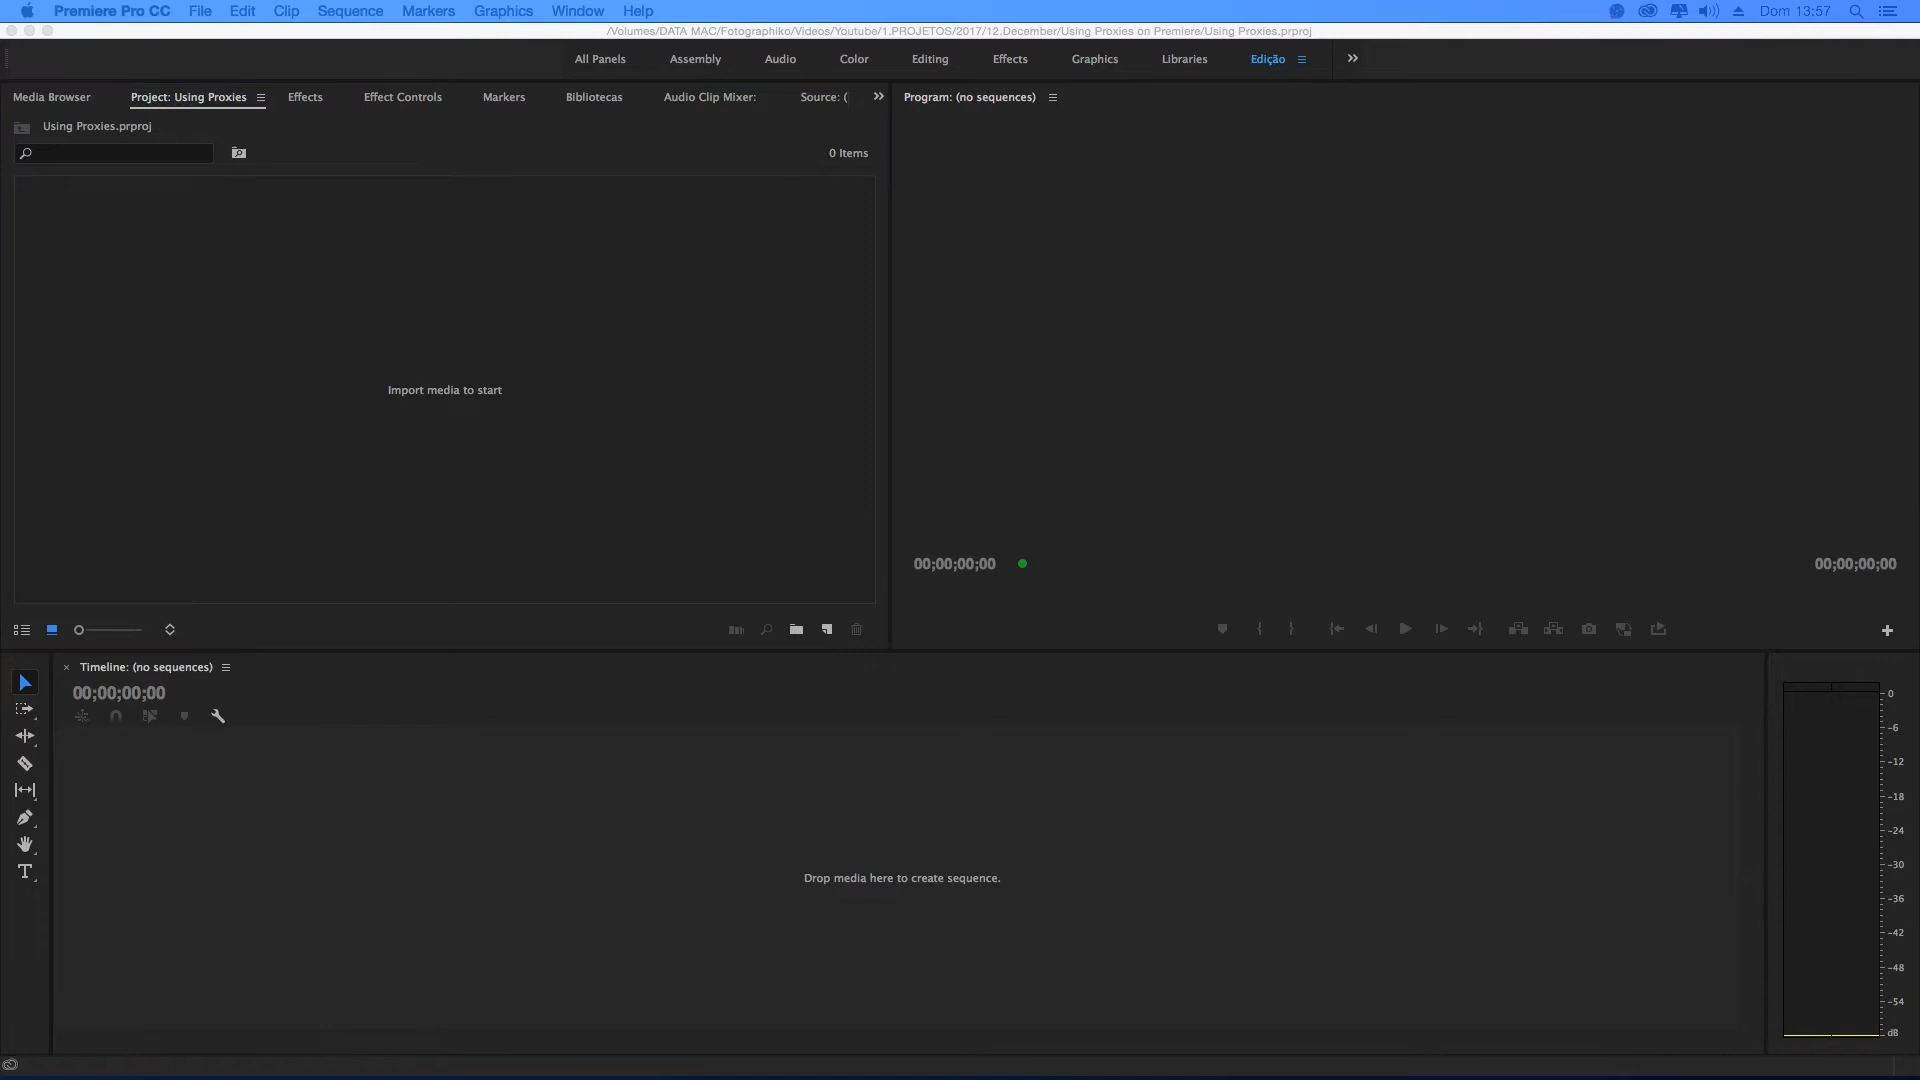 Premiere Pro CC File Edit Clip Sequence Markers Graphics Window Help Dom 13:57
/Volumes/DATA MAC/Fotographiko/Videos/Youtube/1.PROJETOS/2017/12.December/Using Proxies on Premiere/Using Proxies.prproj
All Panels Assembly Audio Color Editing Effects Graphics Libraries Edição
Media Browser Project: Using Proxies Effects Effect Controls Markers Bibliotecas Audio Clip Mixer: Source: (
Program: (no sequences)
Using Proxies.prproj
0 Items
Import media to start
00;00;00;00
00;00;00;00
Timeline: (no sequences)
00;00;00;00
Drop media here to create sequence.
0
-6
-12
-18
-24
-30
-36
-42
-48
-54
dB